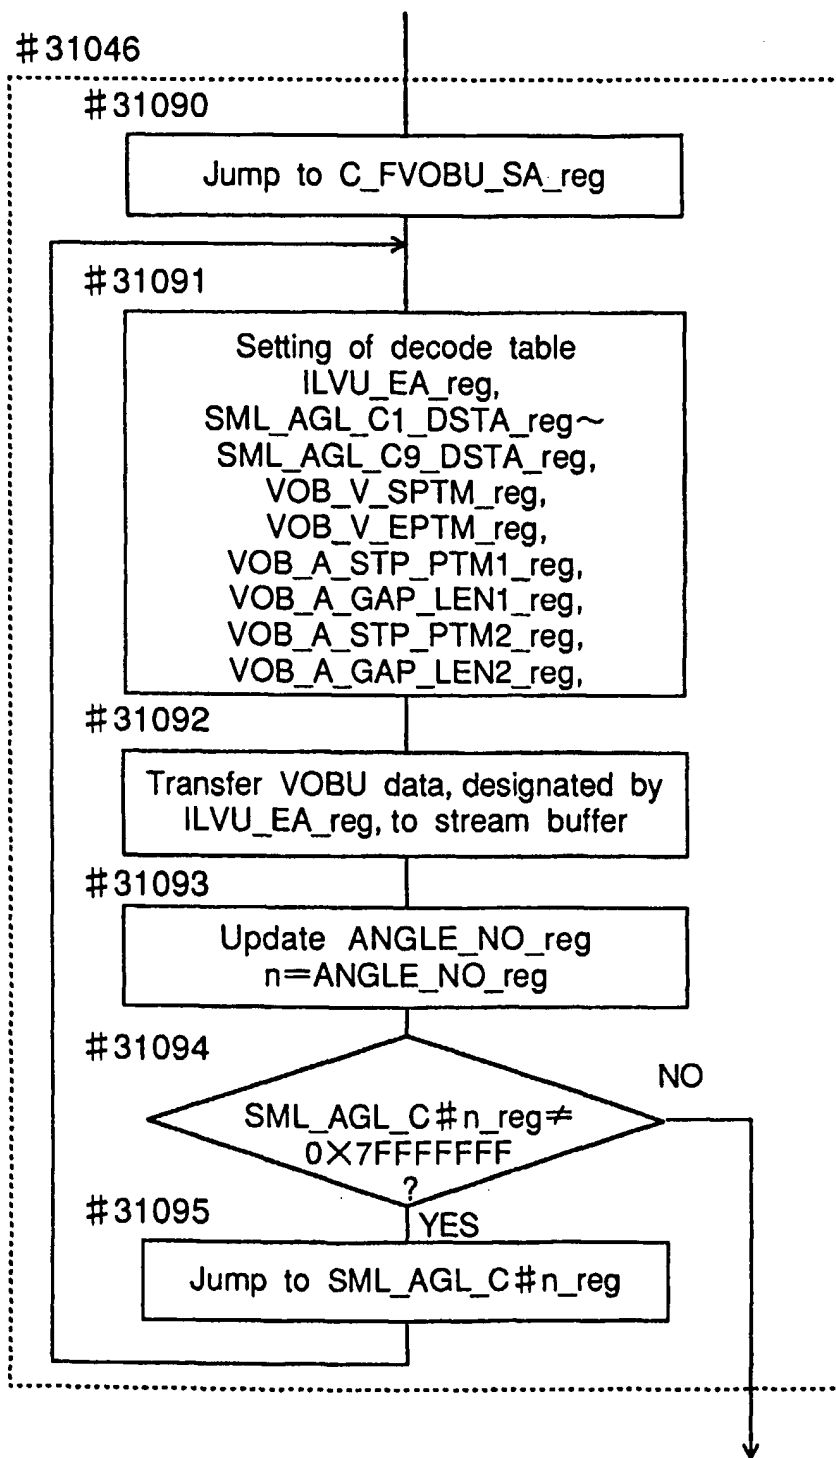 #31046
#31090
Jump to C_FVOBU_SA_reg
#31091
Setting of decode table
ILVU_EA_reg,
SML_AGL_C1_DSTA_reg~
SML_AGL_C9_DSTA_reg,
VOB_V_SPTM_reg,
VOB_V_EPTM_reg,
VOB_A_STP_PTM1_reg,
VOB_A_GAP_LEN1_reg,
VOB_A_STP_PTM2_reg,
VOB_A_GAP_LEN2_reg,
#31092
Transfer VOBU data, designated by
ILVU_EA_reg, to stream buffer
#31093
Update ANGLE_NO_reg
n=ANGLE_NO_reg
#31094
NO
SML_AGL_C#n_reg≠
0×7FFFFFFF
?
#31095
YES
Jump to SML_AGL_C#n_reg